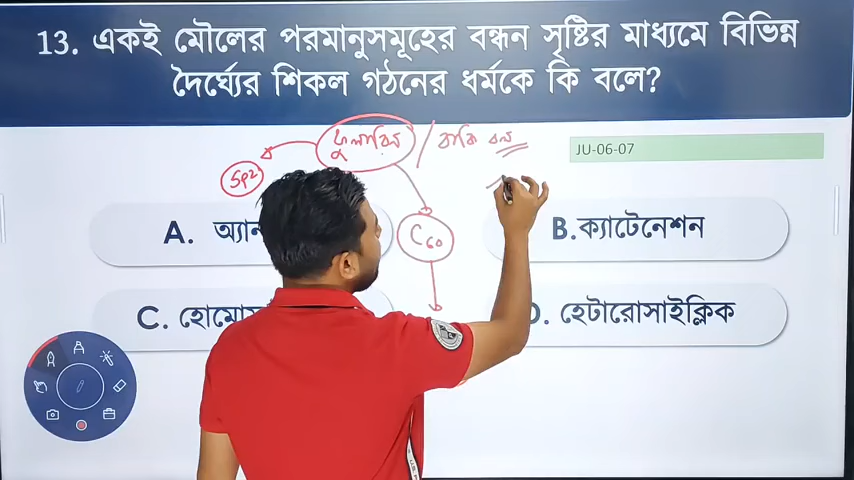 13. একই মৌলের পরমানুসমূহের বন্ধন সৃষ্টির মাধ্যমে বিভিন্ন
দৈর্ঘ্যের শিকল গঠনের ধর্মকে কি বলে?
ফুলারিন / বাকি বল
JU-06-07
SP2
A. অ্যান
B.ক্যাটেনেশন
C60
C. হোমো
D. হেটারোসাইক্লিক